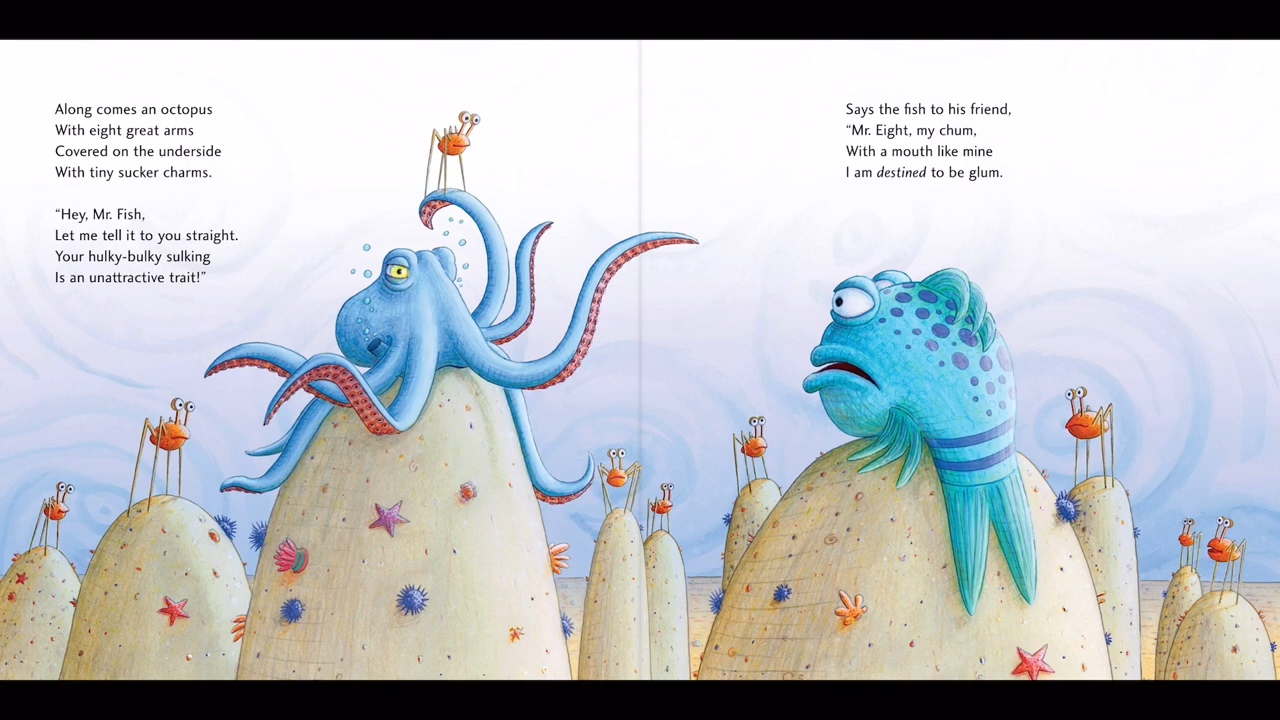 Along comes an octopus
With eight great arms
Covered on the underside
With tiny sucker charms.
“Hey, Mr. Fish,
Let me tell it to you straight.
Your hulky-bulky sulking
Is an unattractive trait!”
Says the fish to his friend,
“Mr. Eight, my chum,
With a mouth like mine
I am destined to be glum.